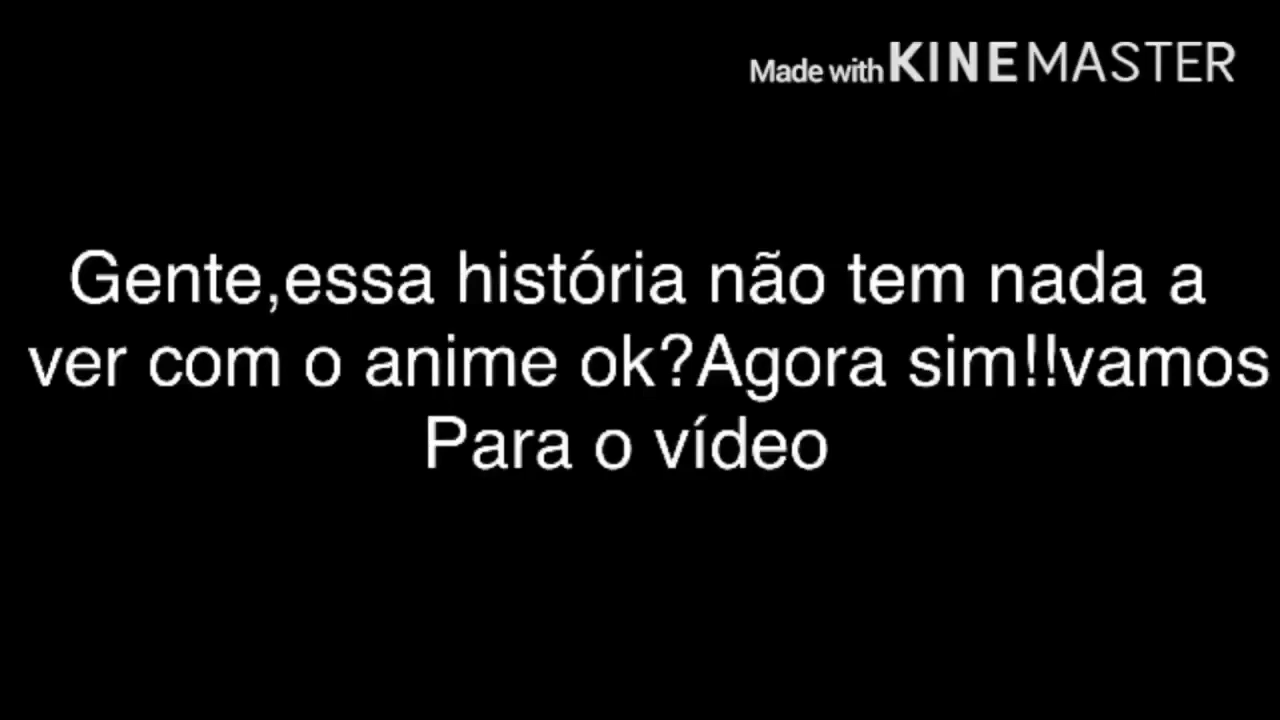 Made with KINEMASTER
Gente,essa história não tem nada a
ver com o anime ok?Agora sim!!vamos
Para o vídeo